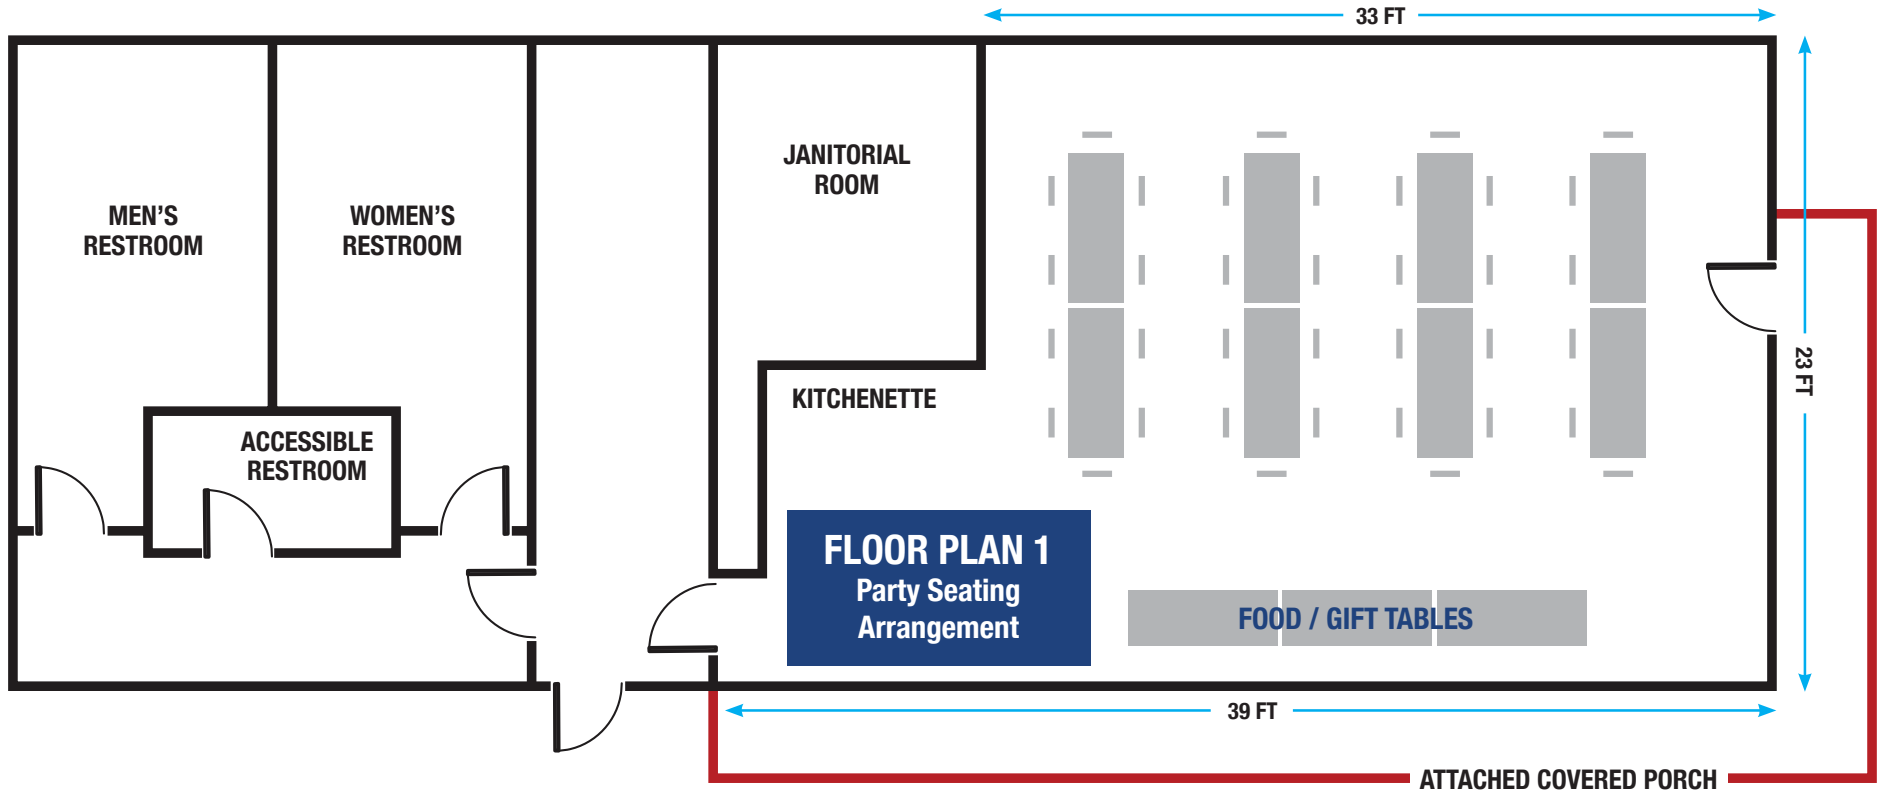 33 FT
JANITORIAL
ROOM
MEN'S
RESTROOM
WOMEN'S
RESTROOM
23 FT
KITCHENETTE
ACCESSIBLE
RESTROOM
FLOOR PLAN 1
Party Seating
Arrangement
FOOD / GIFT TABLES
39 FT
ATTACHED COVERED PORCH